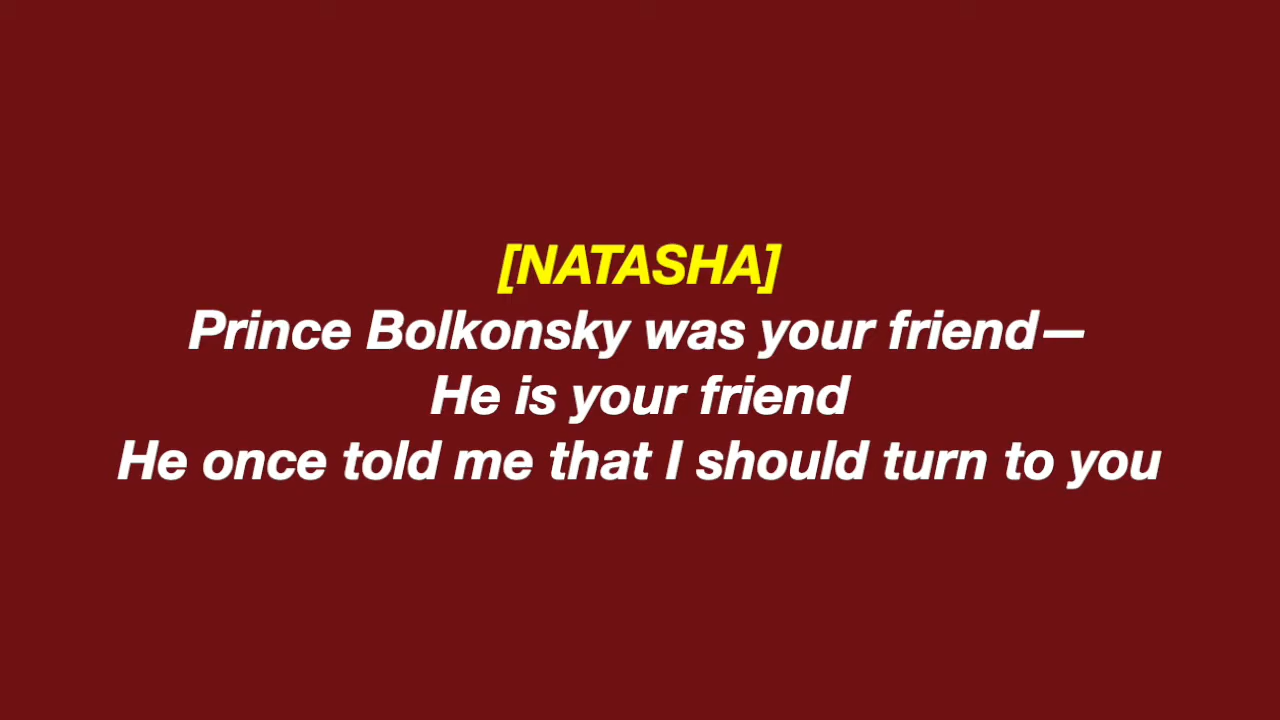 [NATASHA]
Prince Bolkonsky was your friend—
He is your friend
He once told me that I should turn to you